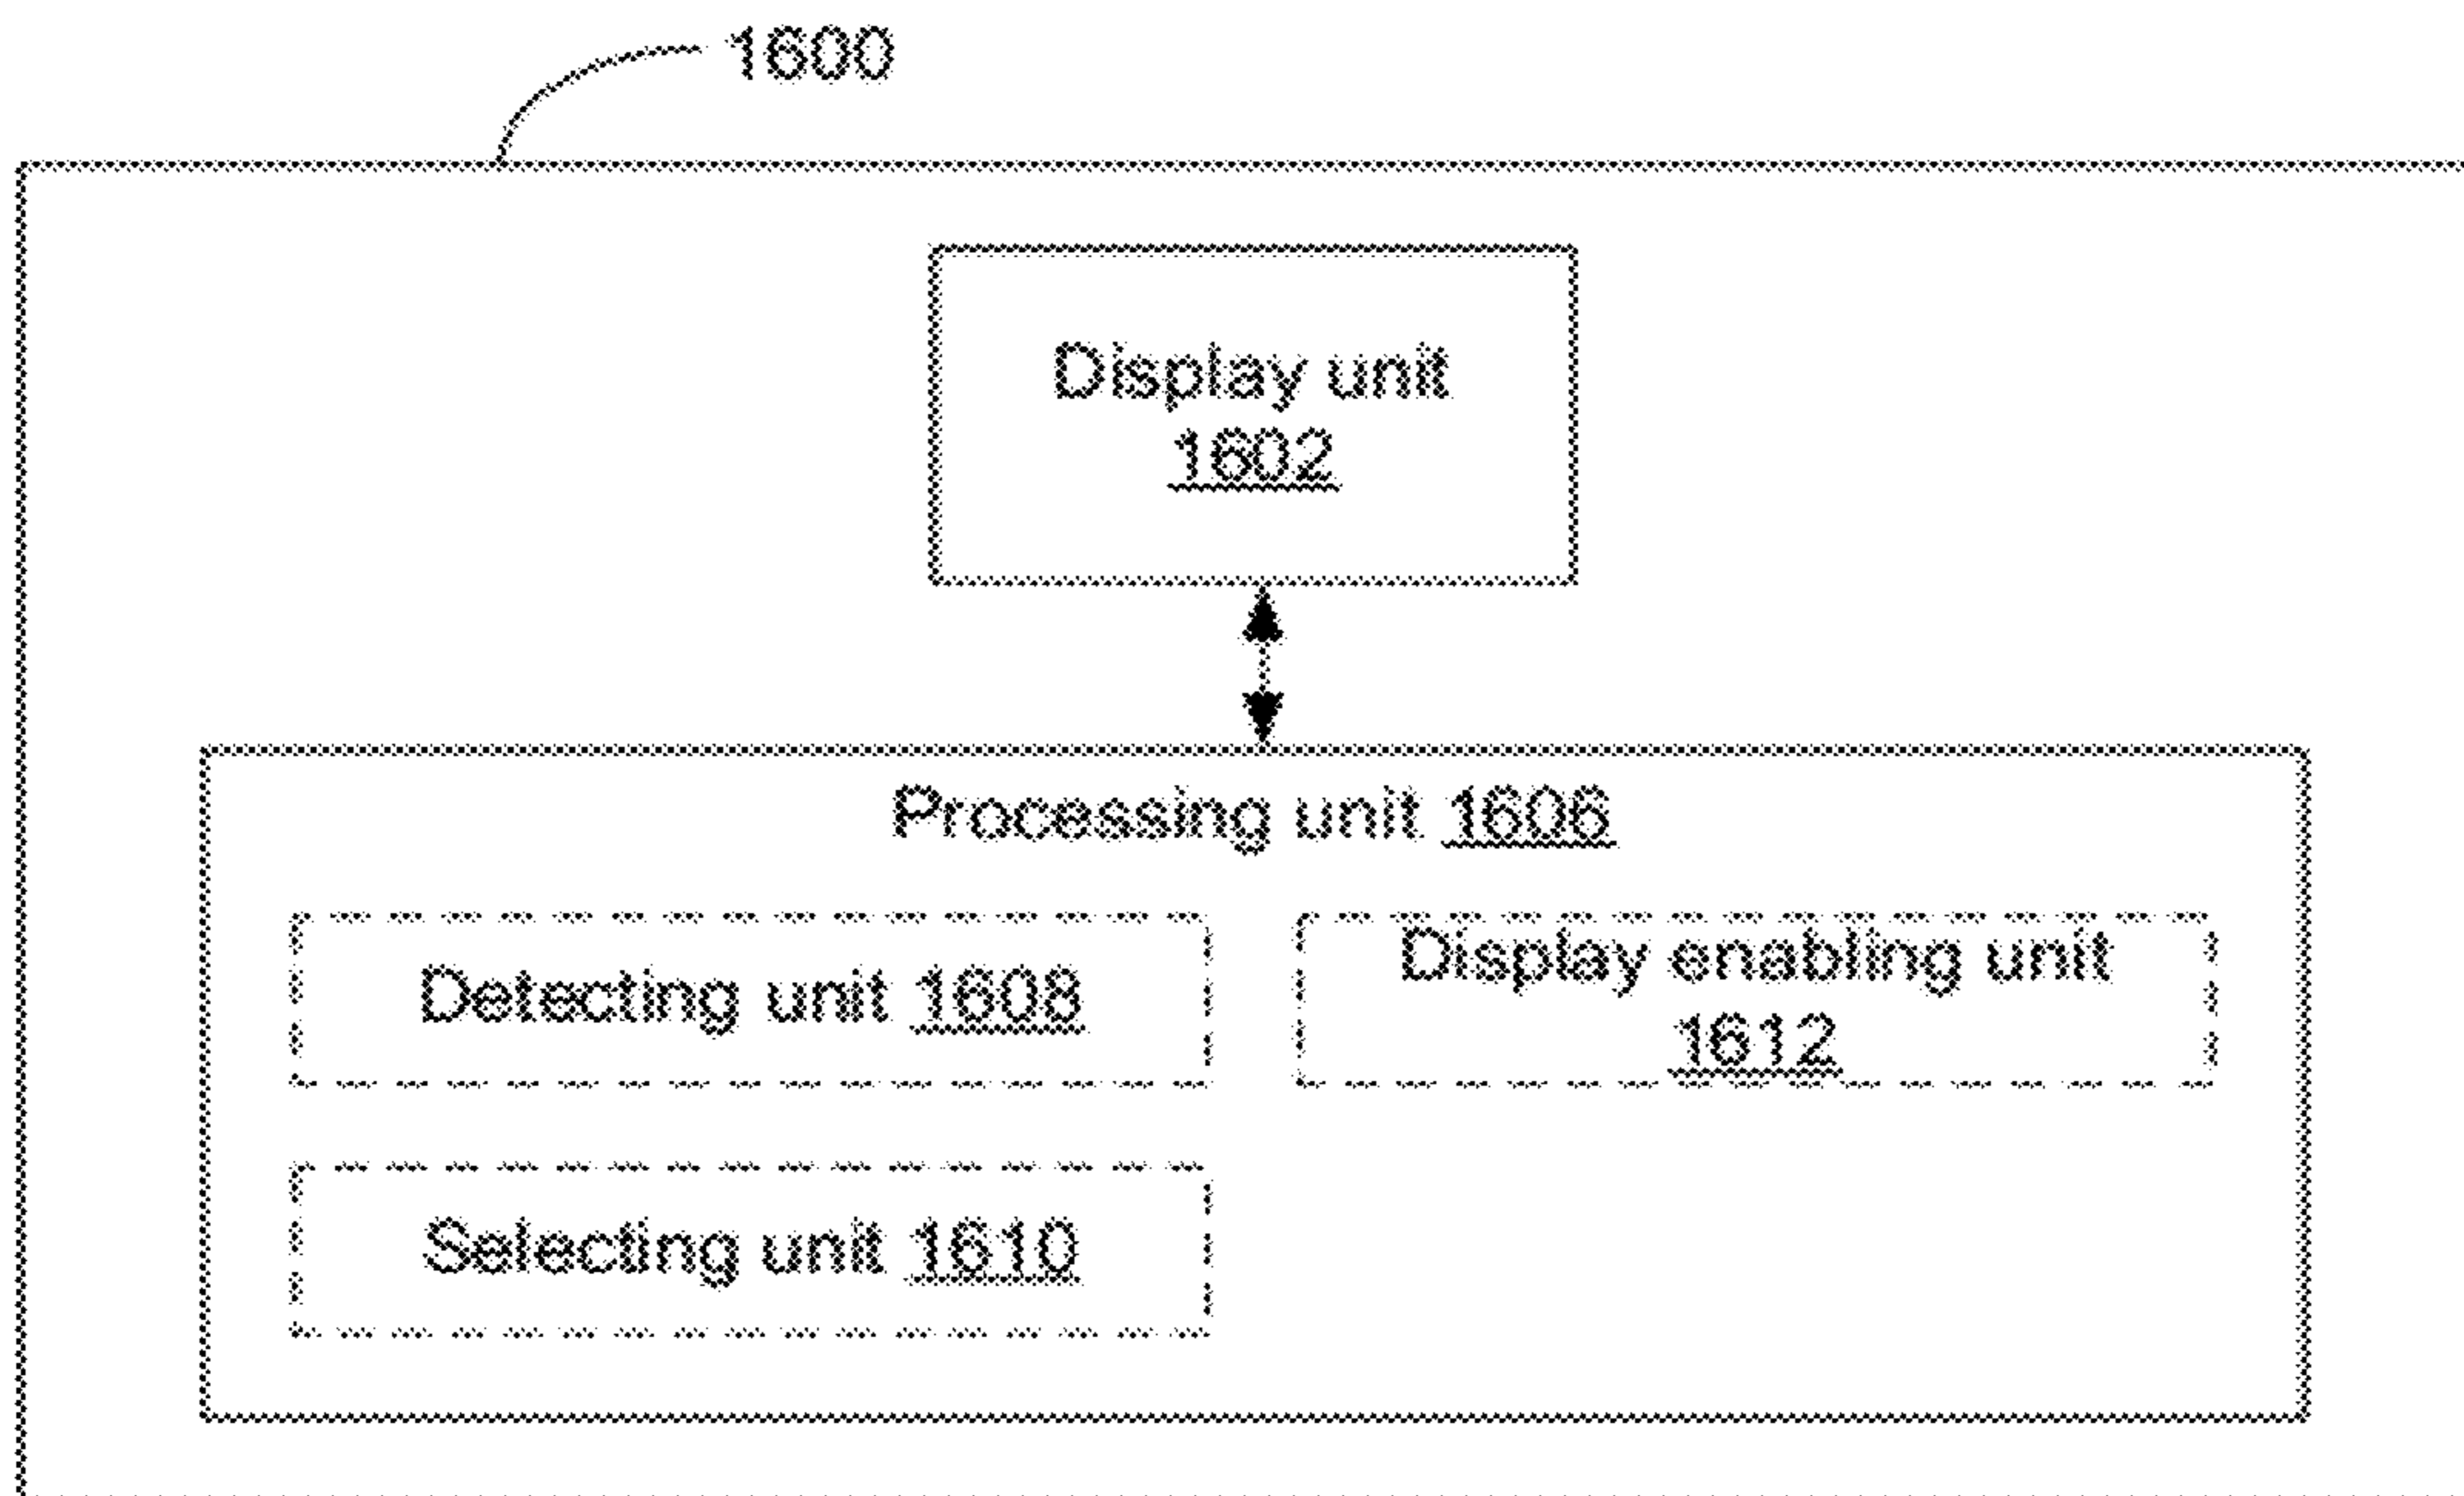 1600
Display unit
1602
Processing unit 1606
Detecting unit 1608
Display enabling unit
1612
Selecting unit 1610